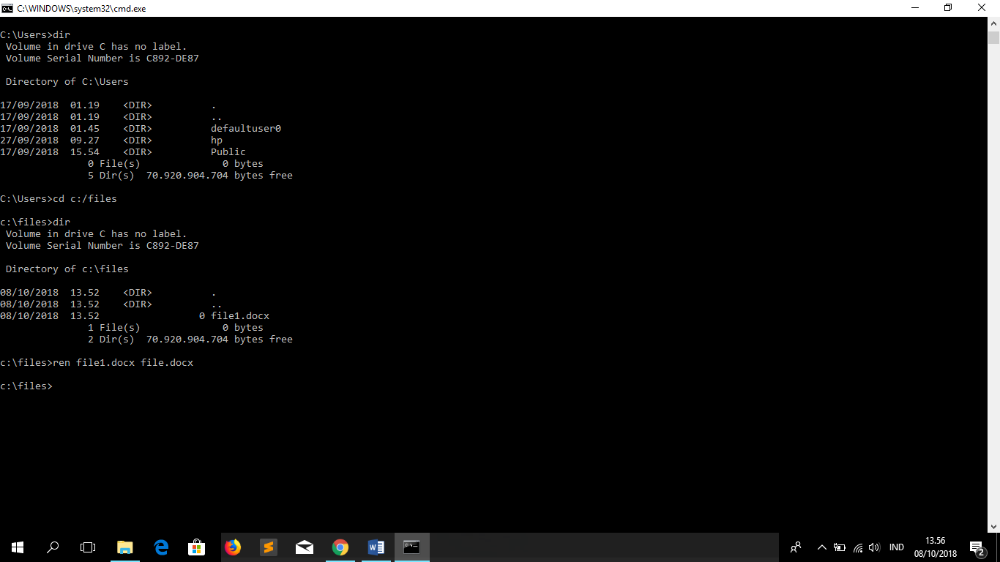 C:\WINDOWS\system32\cmd.exe
C:\Users>dir
Volume in drive C has no label.
Volume Serial Number is C892-DE87
Directory of C:\Users
17/09/2018  01.19    <DIR>          .
17/09/2018  01.19    <DIR>          ..
17/09/2018  01.45    <DIR>          defaultuser0
27/09/2018  09.27    <DIR>          hp
17/09/2018  15.54    <DIR>          Public
0 File(s)              0 bytes
5 Dir(s)  70.920.904.704 bytes free
C:\Users>cd c:/files
c:\files>dir
Volume in drive C has no label.
Volume Serial Number is C892-DE87
Directory of c:\files
08/10/2018  13.52    <DIR>          .
08/10/2018  13.52    <DIR>          ..
08/10/2018  13.52                 0 file1.docx
1 File(s)              0 bytes
2 Dir(s)  70.920.904.704 bytes free
c:\files>ren file1.docx file.docx
c:\files>
IND
13.56
08/10/2018
2